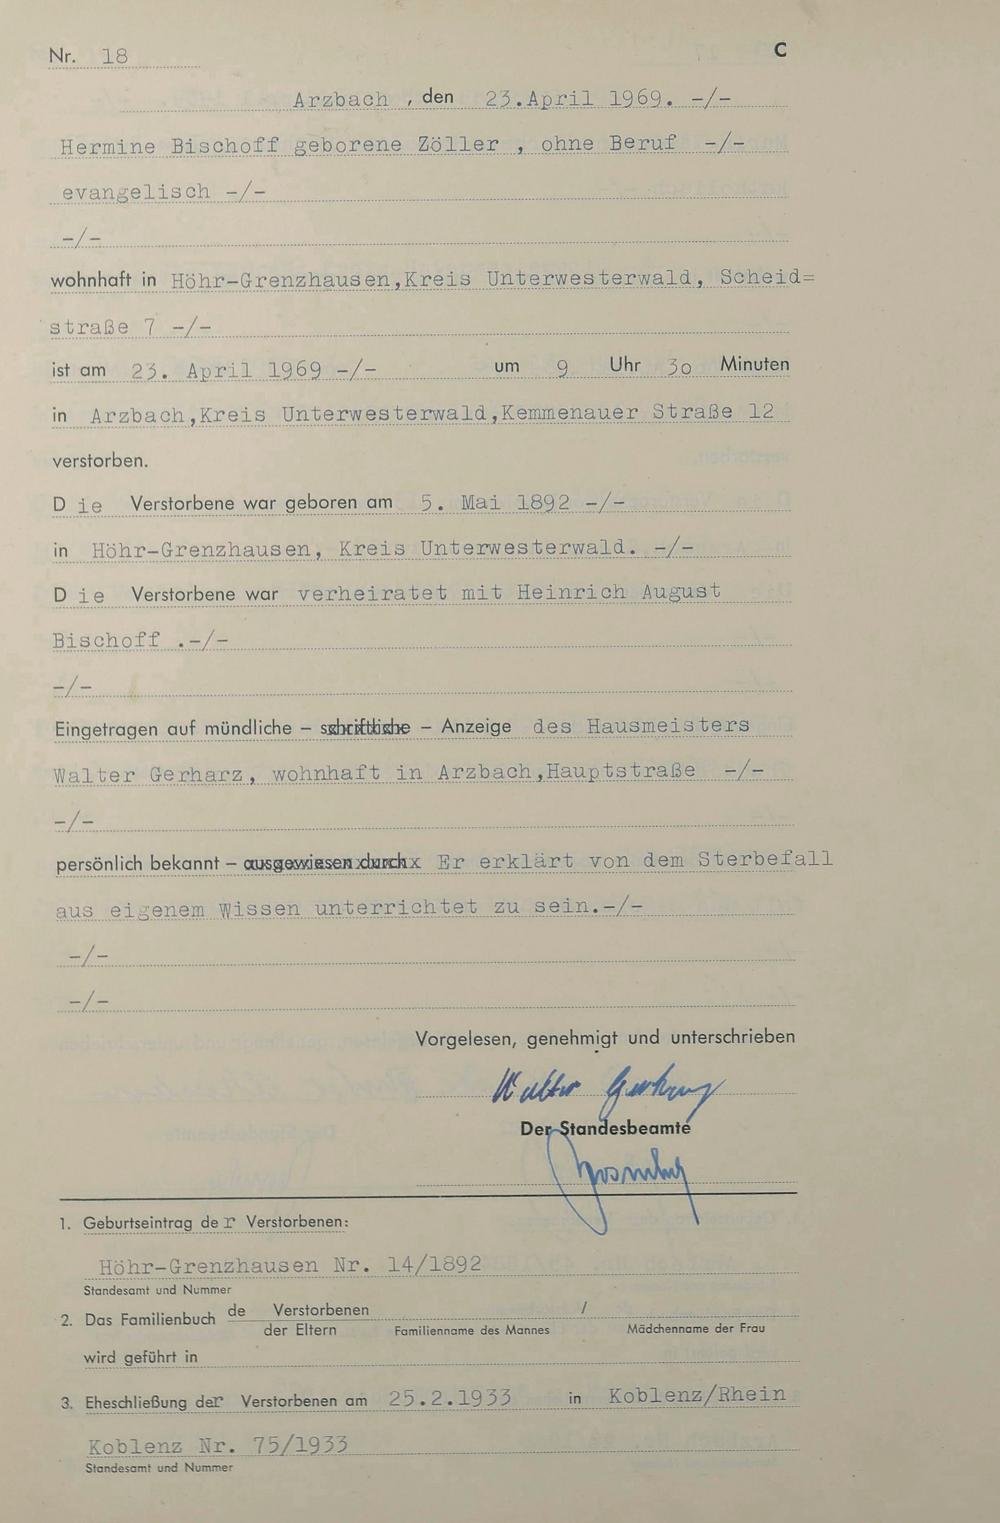 Nr. 18 C
Arzbach , den 23.April 1969. -/-
Hermine Bischoff geborene Zöller , ohne Beruf -/-
evangelisch -/-
-/-
wohnhaft in Höhr-Grenzhausen,Kreis Unterwesterwald, Scheid=
straße 7 -/-
ist am 23. April 1969 -/- um 9 Uhr 3o Minuten
in Arzbach,Kreis Unterwesterwald,Kemmenauer Straße 12
verstorben.
D ie Verstorbene war geboren am 5. Mai 1892 -/-
in Höhr-Grenzhausen, Kreis Unterwesterwald. -/-
D ie Verstorbene war verheiratet mit Heinrich August
Bischoff .-/-
-/-
Eingetragen auf mündliche – schriftliche – Anzeige des Hausmeisters
Walter Gerharz, wohnhaft in Arzbach,Hauptstraße -/-
-/-
persönlich bekannt – ausgewiesen durch Er erklärt von dem Sterbefall
aus eigenem Wissen unterrichtet zu sein.-/-
-/-
-/-
Vorgelesen, genehmigt und unterschrieben
Walter Gerharz
Der Standesbeamte
1. Geburtseintrag de r Verstorbenen:
Höhr-Grenzhausen Nr. 14/1892
Standesamt und Nummer
2. Das Familienbuch de Verstorbenen /
der Eltern Familienname des Mannes Mädchenname der Frau
wird geführt in
3. Eheschließung der Verstorbenen am 25.2.1933 in Koblenz/Rhein
Koblenz Nr. 75/1933
Standesamt und Nummer